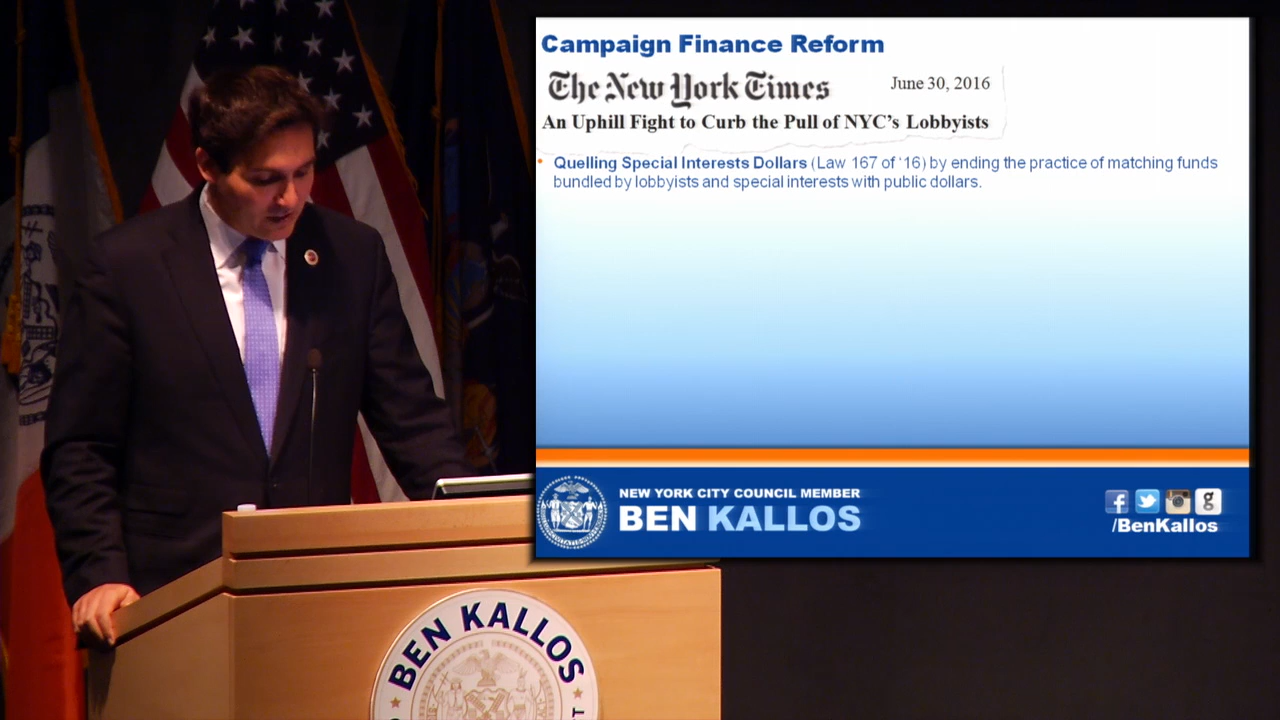 Campaign Finance Reform
The New York Times
June 30, 2016
An Uphill Fight to Curb the Pull of NYC's Lobbyists
• Quelling Special Interests Dollars (Law 167 of '16) by ending the practice of matching funds
bundled by lobbyists and special interests with public dollars.
NEW YORK CITY COUNCIL MEMBER
BEN KALLOS
/BenKallos
BEN KALLOS